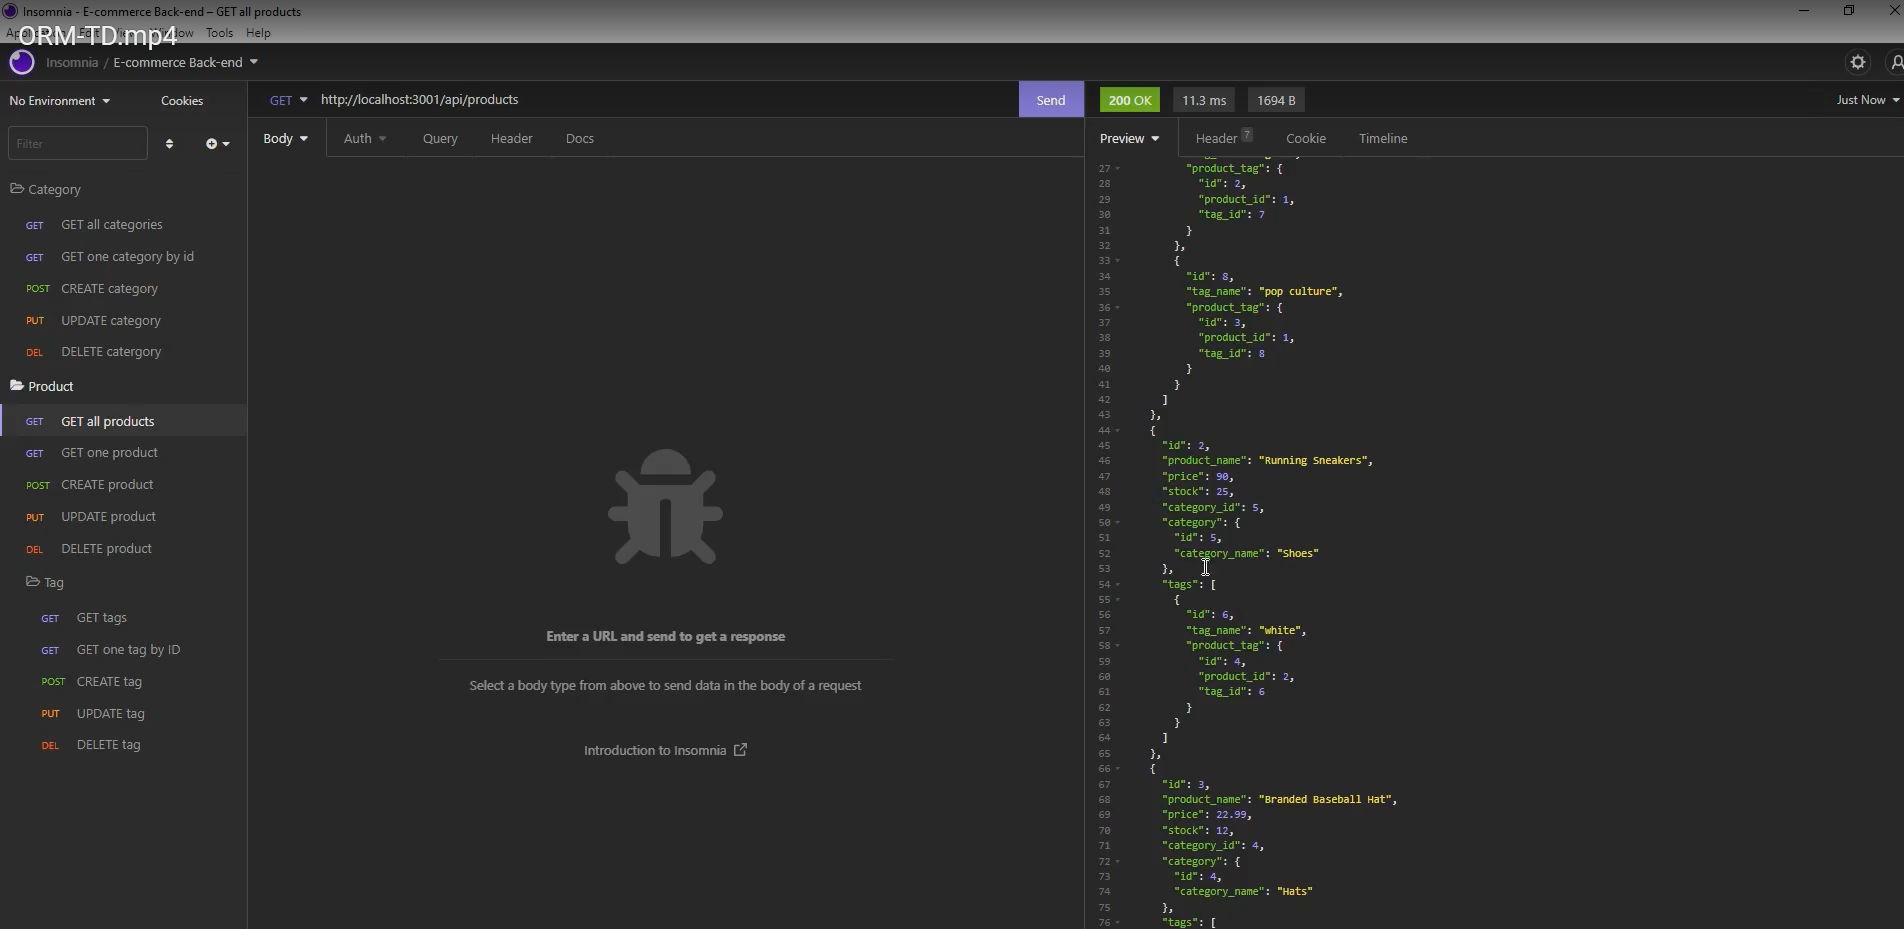 Insomnia - E-commerce Back-end – GET all products
ORM-TD.mp4
Tools Help
Insomnia / E-commerce Back-end
No Environment
Cookies
Filter
Category
GET GET all categories
GET GET one category by id
POST CREATE category
PUT UPDATE category
DEL DELETE catergory
Product
GET GET all products
GET GET one product
POST CREATE product
PUT UPDATE product
DEL DELETE product
Tag
GET GET tags
GET GET one tag by ID
POST CREATE tag
PUT UPDATE tag
DEL DELETE tag
GET http://localhost:3001/api/products Send
Body Auth Query Header Docs
Enter a URL and send to get a response
Select a body type from above to send data in the body of a request
Introduction to Insomnia
200 OK 11.3 ms 1694 B Just Now
Preview Header 7 Cookie Timeline
27 "product_tag": {
28 "id": 2,
29 "product_id": 1,
30 "tag_id": 7
31 }
32 },
33 {
34 "id": 8,
35 "tag_name": "pop culture",
36 "product_tag": {
37 "id": 3,
38 "product_id": 1,
39 "tag_id": 8
40 }
41 }
42 ]
43 },
44 {
45 "id": 2,
46 "product_name": "Running Sneakers",
47 "price": 90,
48 "stock": 25,
49 "category_id": 5,
50 "category": {
51 "id": 5,
52 "category_name": "Shoes"
53 },
54 "tags": [
55 {
56 "id": 6,
57 "tag_name": "white",
58 "product_tag": {
59 "id": 4,
60 "product_id": 2,
61 "tag_id": 6
62 }
63 }
64 ]
65 },
66 {
67 "id": 3,
68 "product_name": "Branded Baseball Hat",
69 "price": 22.99,
70 "stock": 12,
71 "category_id": 4,
72 "category": {
73 "id": 4,
74 "category_name": "Hats"
75 },
76 "tags": [